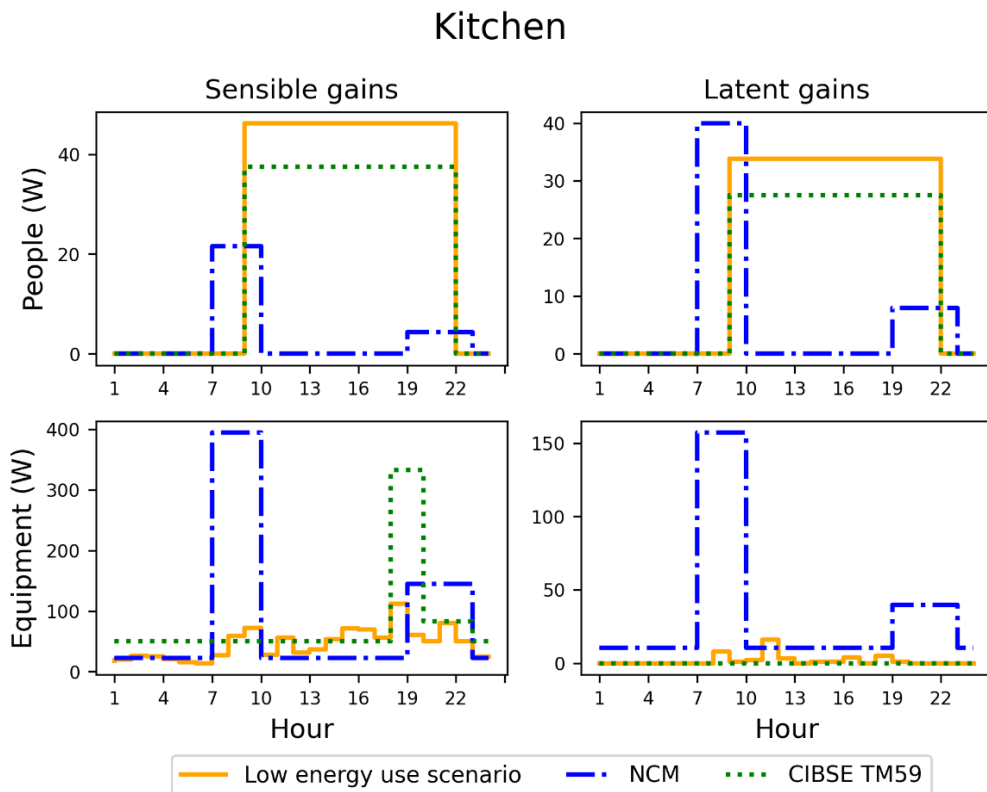 Kitchen
Sensible gains
Latent gains
People (W)
40
20
0
1 4 7 10 13 16 19 22
40
30
20
10
0
1 4 7 10 13 16 19 22
Equipment (W)
400
300
200
100
0
1 4 7 10 13 16 19 22
Hour
150
100
50
0
1 4 7 10 13 16 19 22
Hour
Low energy use scenario NCM CIBSE TM59